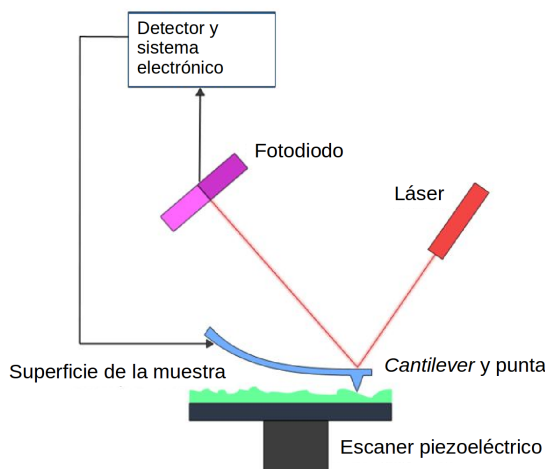 Detector y
sistema
electrónico
Fotodiodo
Láser
Cantilever y punta
Superficie de la muestra
Escaner piezoeléctrico